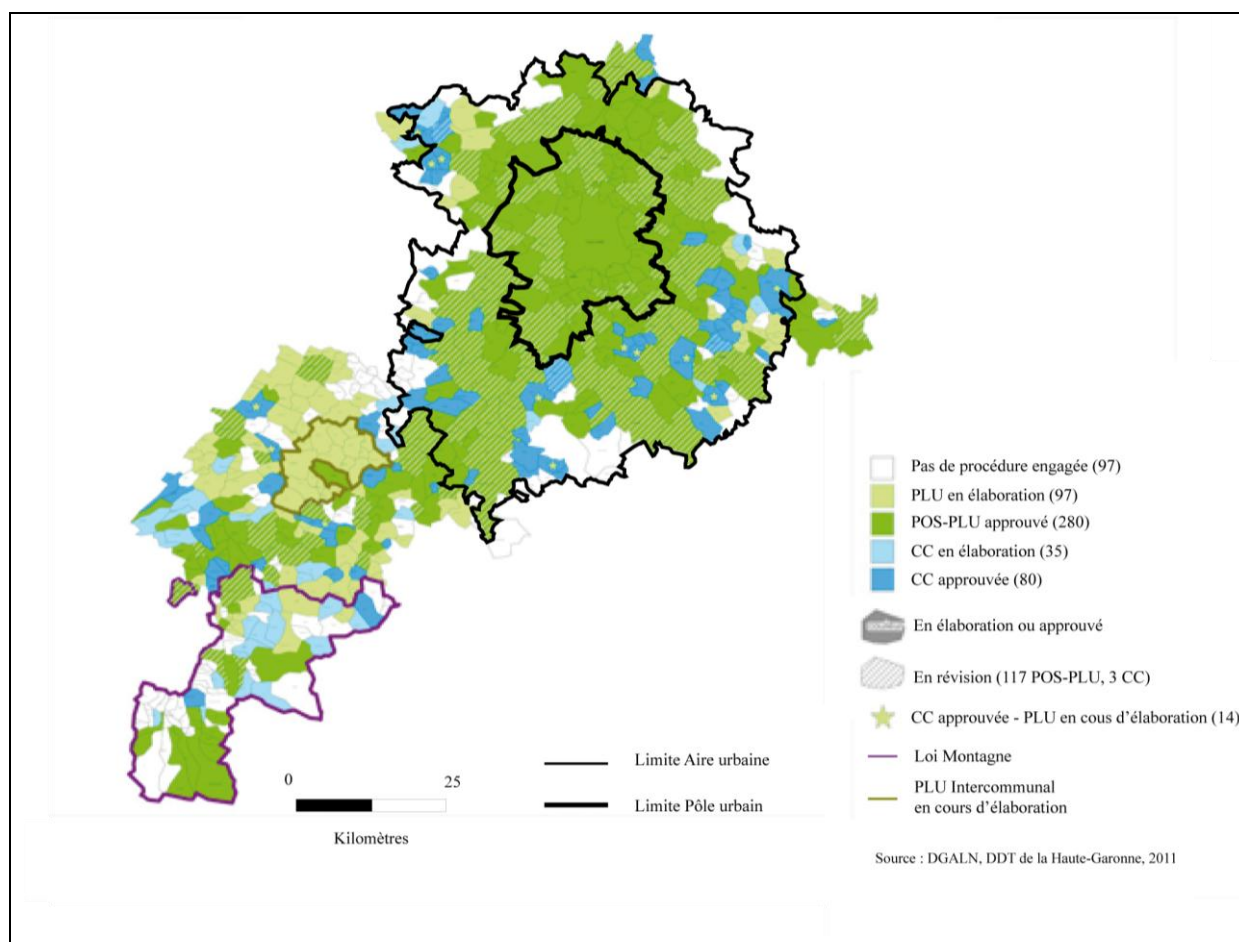 Pas de procédure engagée (97)
PLU en élaboration (97)
POS-PLU approuvé (280)
CC en élaboration (35)
CC approuvée (80)
En élaboration ou approuvé
En révision (117 POS-PLU, 3 CC)
CC approuvée - PLU en cours d’élaboration (14)
Loi Montagne
PLU Intercommunal
en cours d’élaboration
0
25
Kilomètres
Limite Aire urbaine
Limite Pôle urbain
Source : DGALN, DDT de la Haute-Garonne, 2011